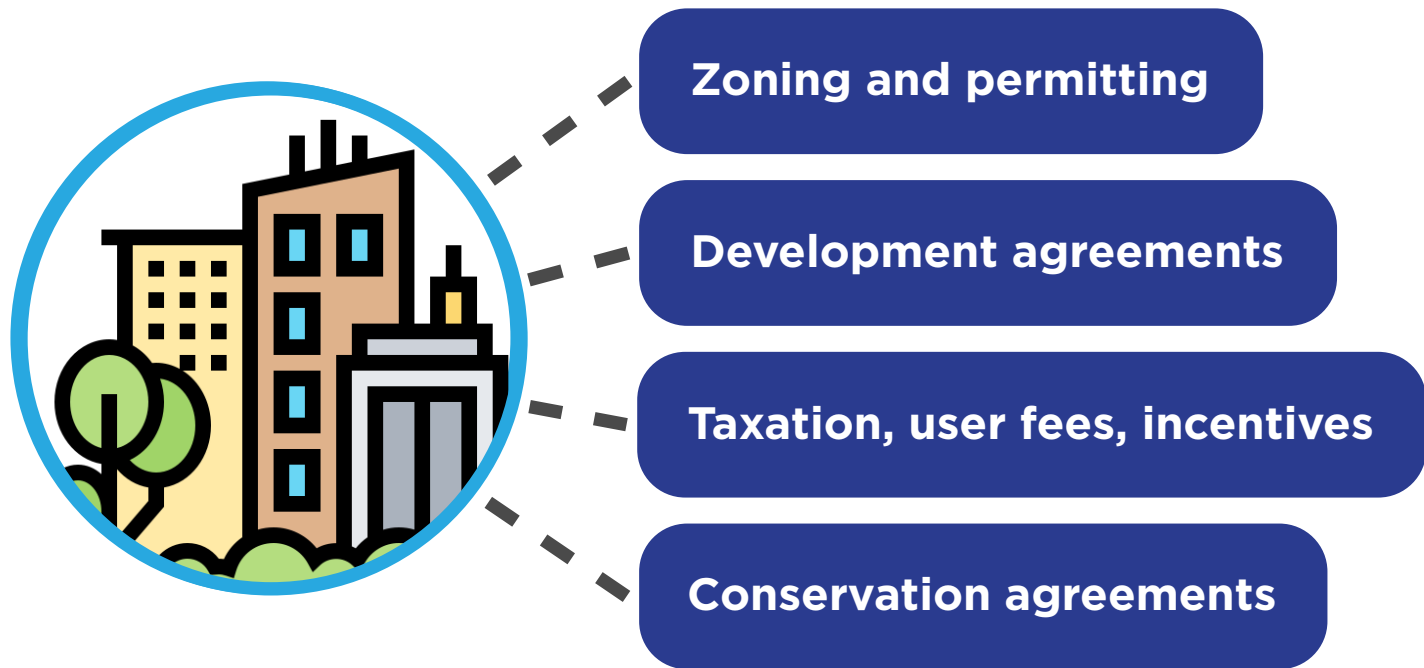 Zoning and permitting
Development agreements
Taxation, user fees, incentives
Conservation agreements